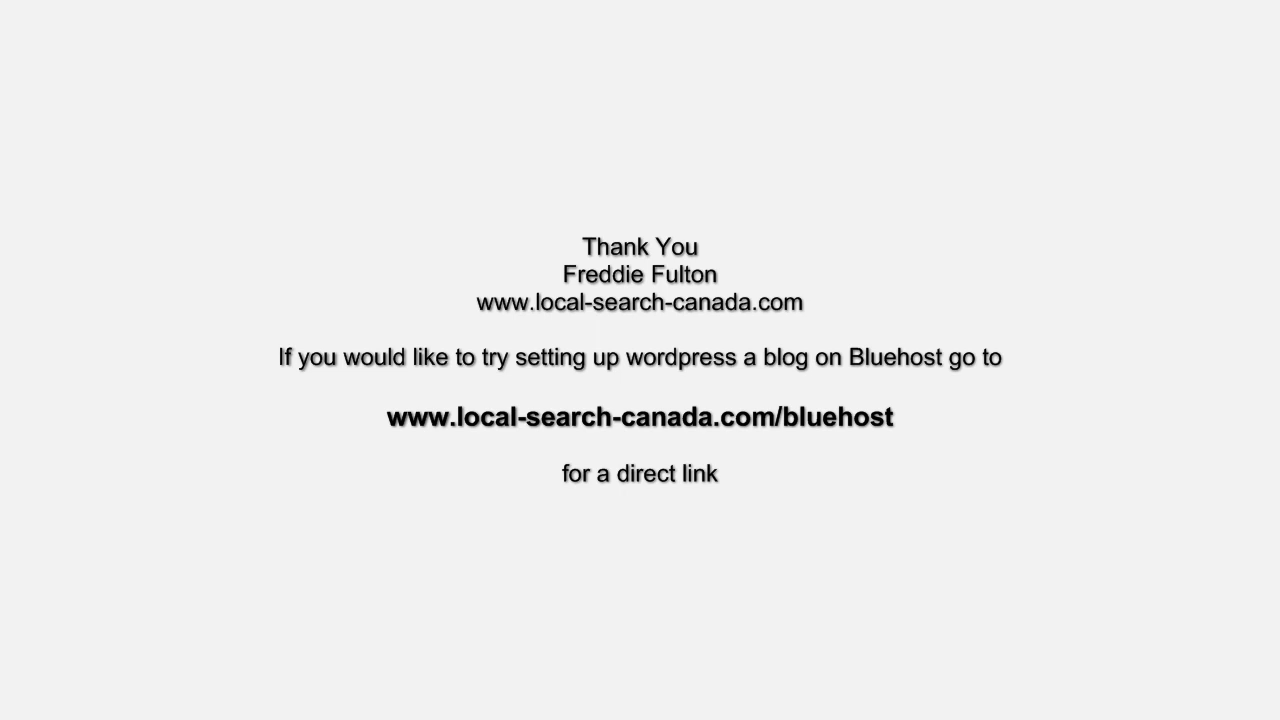 Thank You
Freddie Fulton
www.local-search-canada.com
If you would like to try setting up wordpress a blog on Bluehost go to
www.local-search-canada.com/bluehost
for a direct link